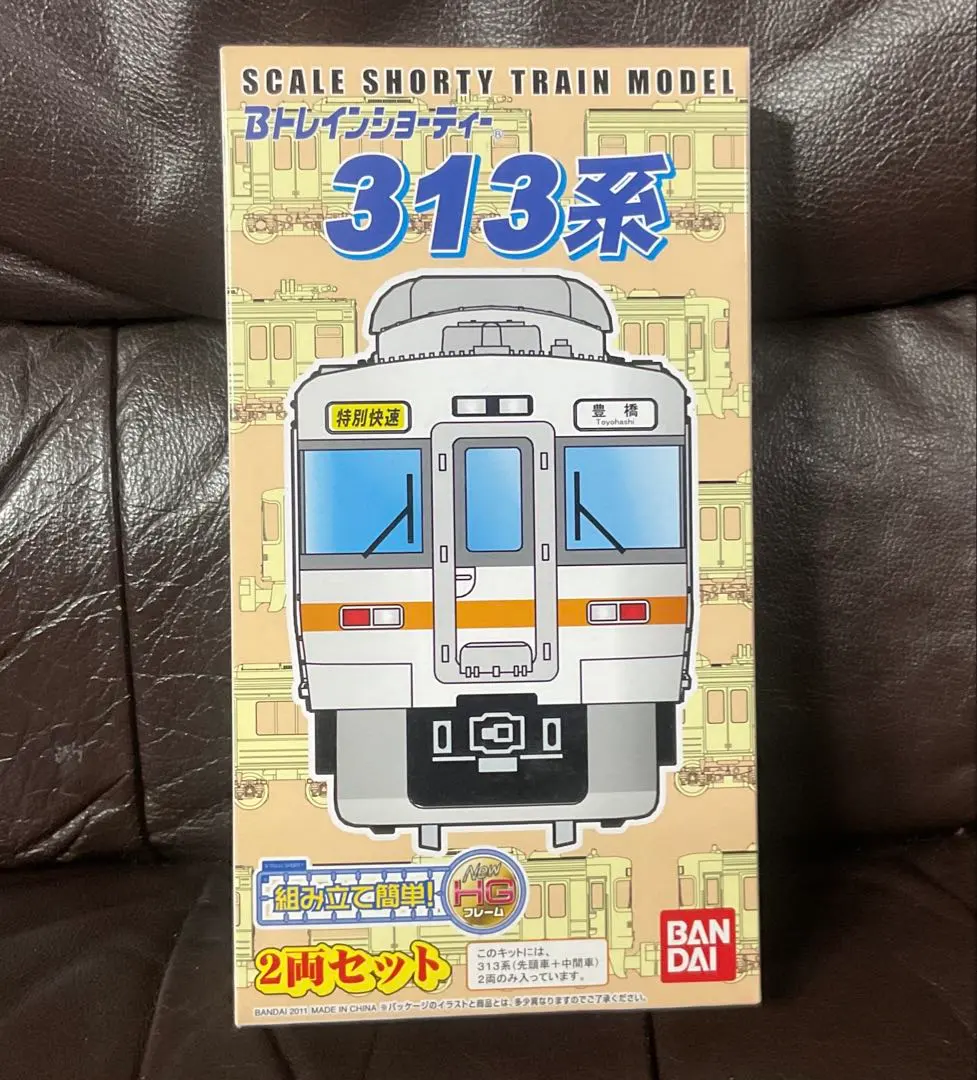 SCALE SHORTY TRAIN MODEL
Bトレインショーティー®
313系
特別快速
豊橋
Toyohashi
組み立て簡単!
New
HG
フレーム
2両セット
このキットには、
313系(先頭車+中間車)
2両のみ入っています。
BAN
DAI
BANDAI 2011 MADE IN CHINA ※パッケージのイラストと商品とは、多少異なりますのでご了承ください。